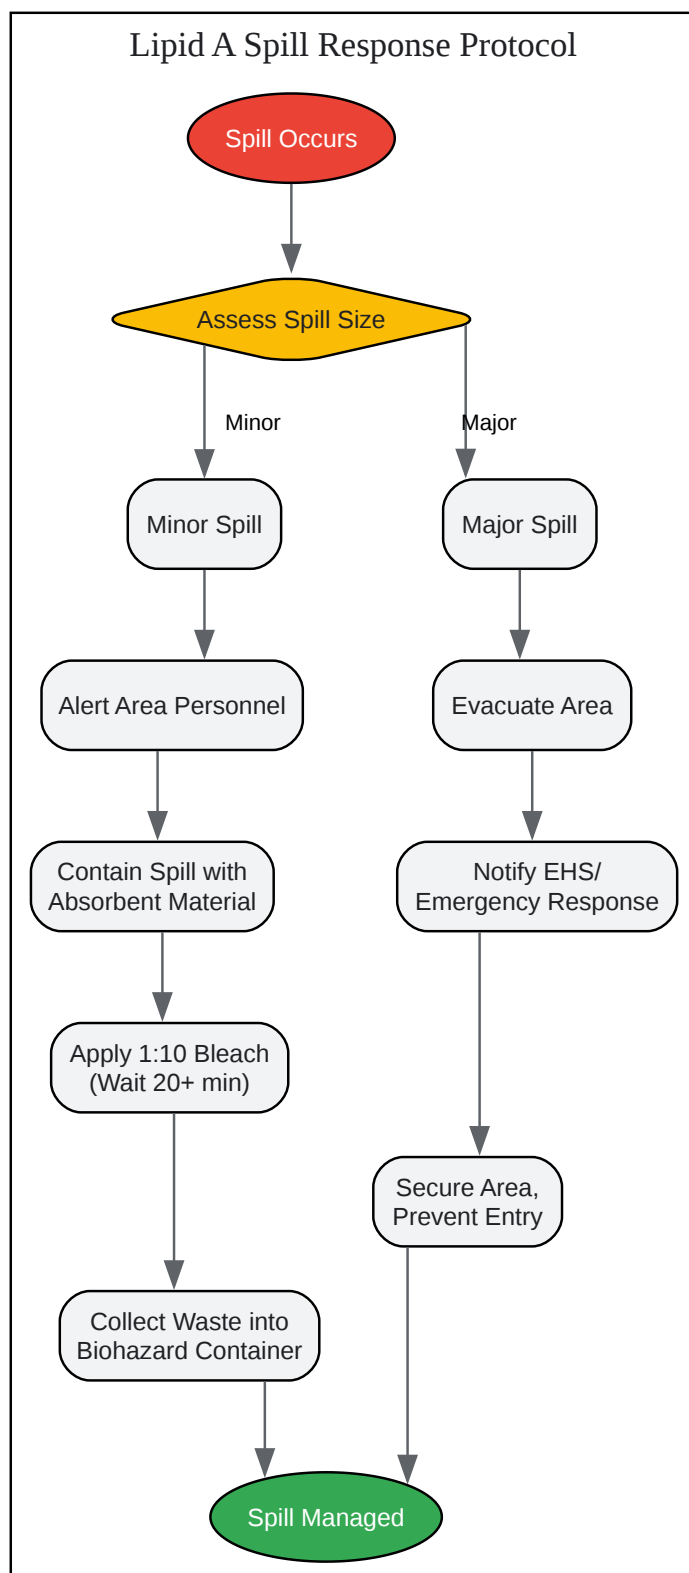 Lipid A Spill Response Protocol
Spill Occurs
Assess Spill Size
Minor
Major
Minor Spill
Major Spill
Alert Area Personnel
Evacuate Area
Contain Spill with
Absorbent Material
Notify EHS/
Emergency Response
Apply 1:10 Bleach
(Wait 20+ min)
Secure Area,
Prevent Entry
Collect Waste into
Biohazard Container
Spill Managed